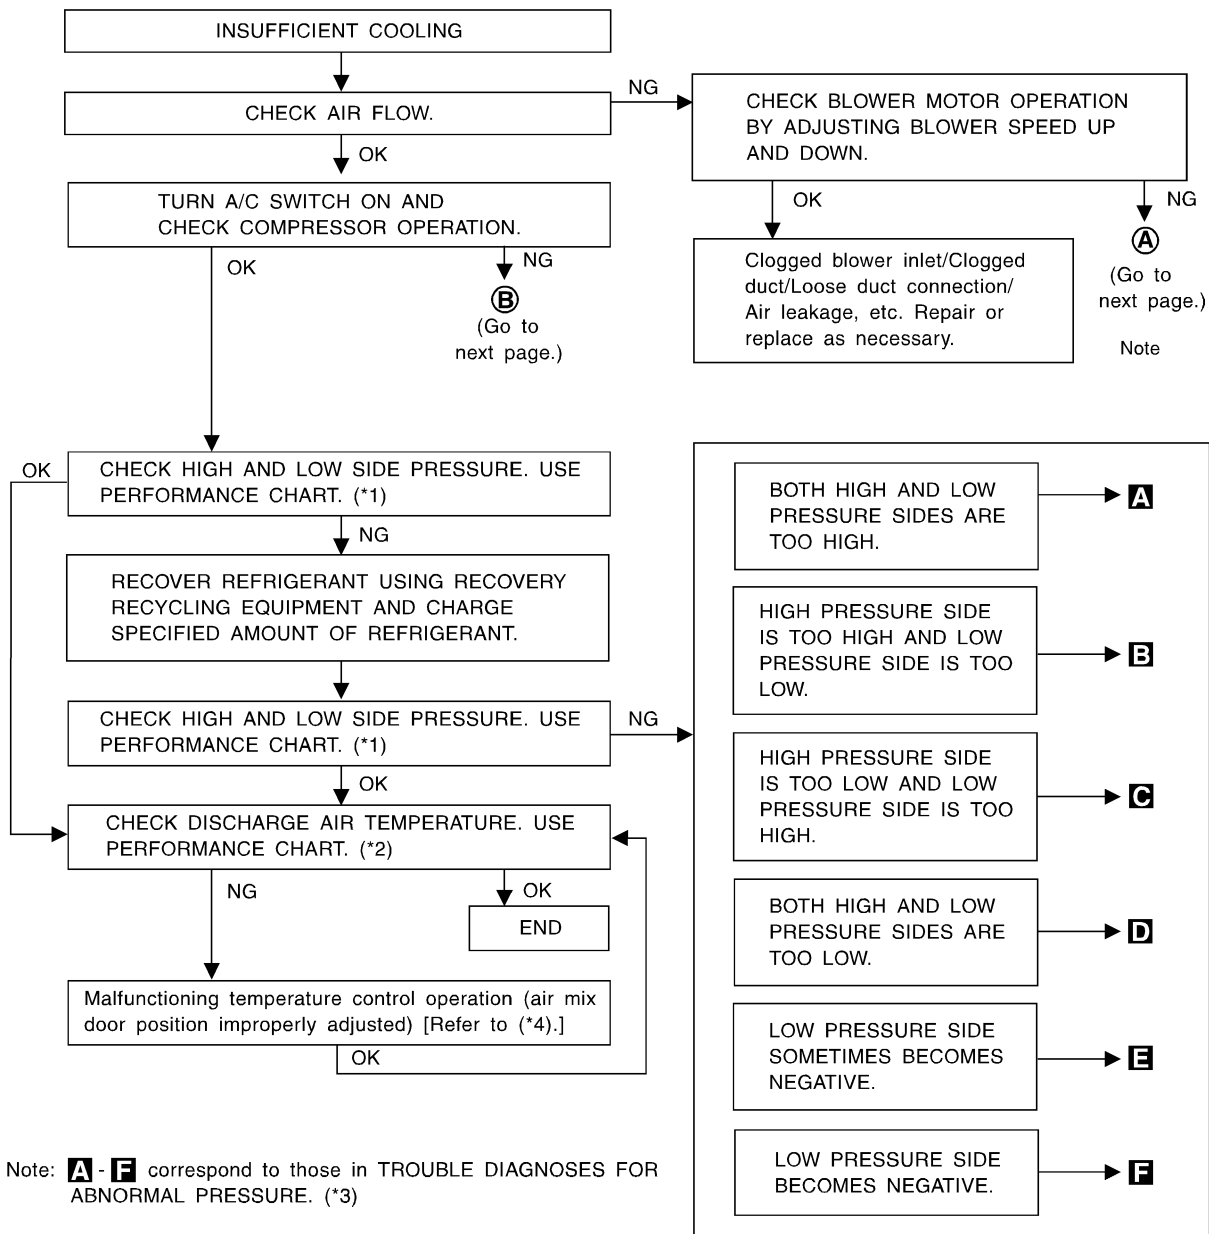 INSUFFICIENT COOLING
CHECK AIR FLOW.
NG
CHECK BLOWER MOTOR OPERATION
BY ADJUSTING BLOWER SPEED UP
AND DOWN.
OK
TURN A/C SWITCH ON AND
CHECK COMPRESSOR OPERATION.
OK
NG
B
(Go to
next page.)
OK
Clogged blower inlet/Clogged
duct/Loose duct connection/
Air leakage, etc. Repair or
replace as necessary.
NG
A
(Go to
next page.)
Note
OK
CHECK HIGH AND LOW SIDE PRESSURE. USE
PERFORMANCE CHART. (*1)
NG
RECOVER REFRIGERANT USING RECOVERY
RECYCLING EQUIPMENT AND CHARGE
SPECIFIED AMOUNT OF REFRIGERANT.
CHECK HIGH AND LOW SIDE PRESSURE. USE
PERFORMANCE CHART. (*1)
NG
OK
CHECK DISCHARGE AIR TEMPERATURE. USE
PERFORMANCE CHART. (*2)
NG
OK
END
Malfunctioning temperature control operation (air mix
door position improperly adjusted) [Refer to (*4).]
OK
BOTH HIGH AND LOW
PRESSURE SIDES ARE
TOO HIGH.
A
HIGH PRESSURE SIDE
IS TOO HIGH AND LOW
PRESSURE SIDE IS TOO
LOW.
B
HIGH PRESSURE SIDE
IS TOO LOW AND LOW
PRESSURE SIDE IS TOO
HIGH.
C
BOTH HIGH AND LOW
PRESSURE SIDES ARE
TOO LOW.
D
LOW PRESSURE SIDE
SOMETIMES BECOMES
NEGATIVE.
E
LOW PRESSURE SIDE
BECOMES NEGATIVE.
F
Note: A - F correspond to those in TROUBLE DIAGNOSES FOR
ABNORMAL PRESSURE. (*3)